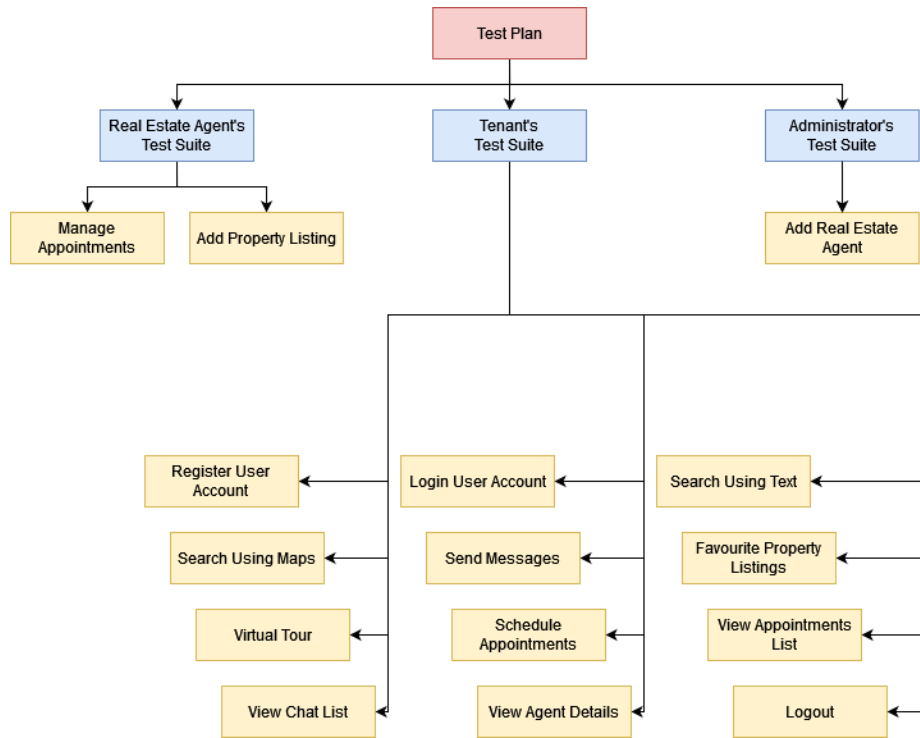 Test Plan
Real Estate Agent's
Test Suite
Tenant's
Test Suite
Administrator's
Test Suite
Manage
Appointments
Add Property Listing
Add Real Estate
Agent
Register User
Account
Login User Account
Search Using Text
Search Using Maps
Send Messages
Favourite Property
Listings
Virtual Tour
Schedule
Appointments
View Appointments
List
View Chat List
View Agent Details
Logout